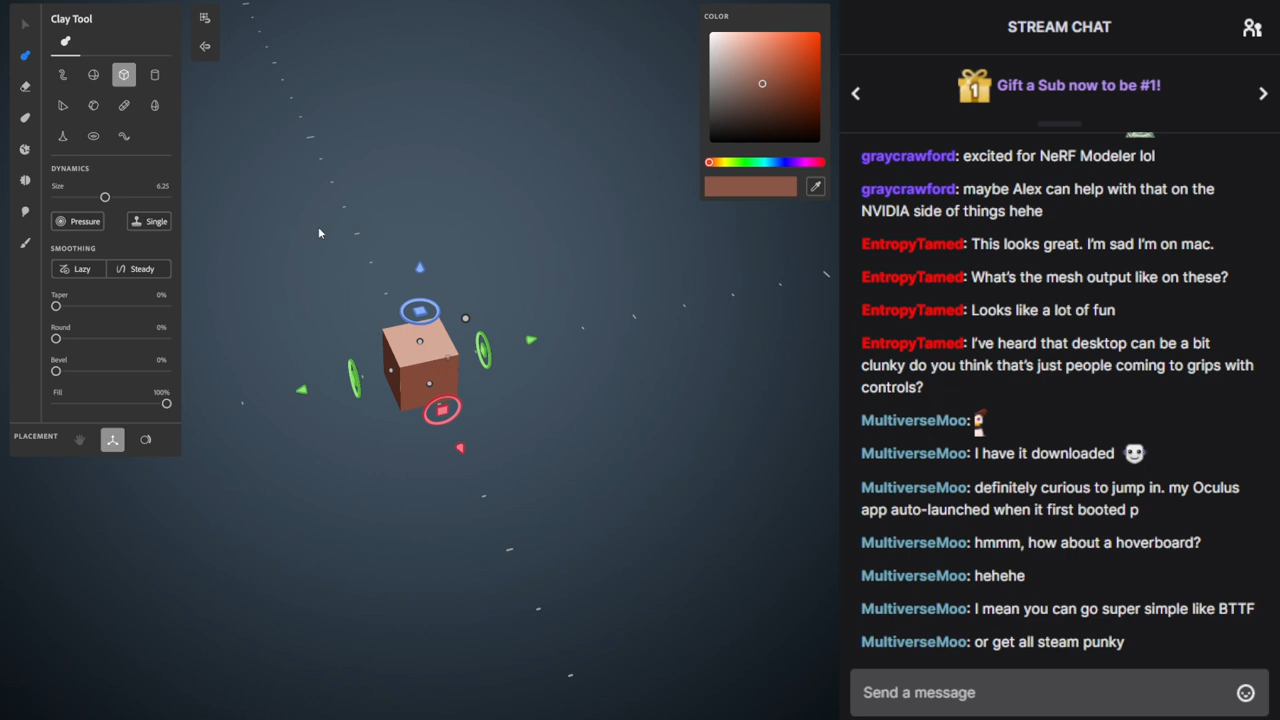 Clay Tool
DYNAMICS
Size 6.25
Pressure Single
SMOOTHING
Lazy Steady
Taper 0%
Round 0%
Bevel 0%
Fill 100%
PLACEMENT
COLOR
STREAM CHAT
1 Gift a Sub now to be #1!
graycrawford: excited for NeRF Modeler lol
graycrawford: maybe Alex can help with that on the
NVIDIA side of things hehe
EntropyTamed: This looks great. I'm sad I'm on mac.
EntropyTamed: What's the mesh output like on these?
EntropyTamed: Looks like a lot of fun
EntropyTamed: I've heard that desktop can be a bit
clunky do you think that's just people coming to grips with
controls?
MultiverseMoo:
MultiverseMoo: I have it downloaded
MultiverseMoo: definitely curious to jump in. my Oculus
app auto-launched when it first booted p
MultiverseMoo: hmmm, how about a hoverboard?
MultiverseMoo: hehehe
MultiverseMoo: I mean you can go super simple like BTTF
MultiverseMoo: or get all steam punky
Send a message